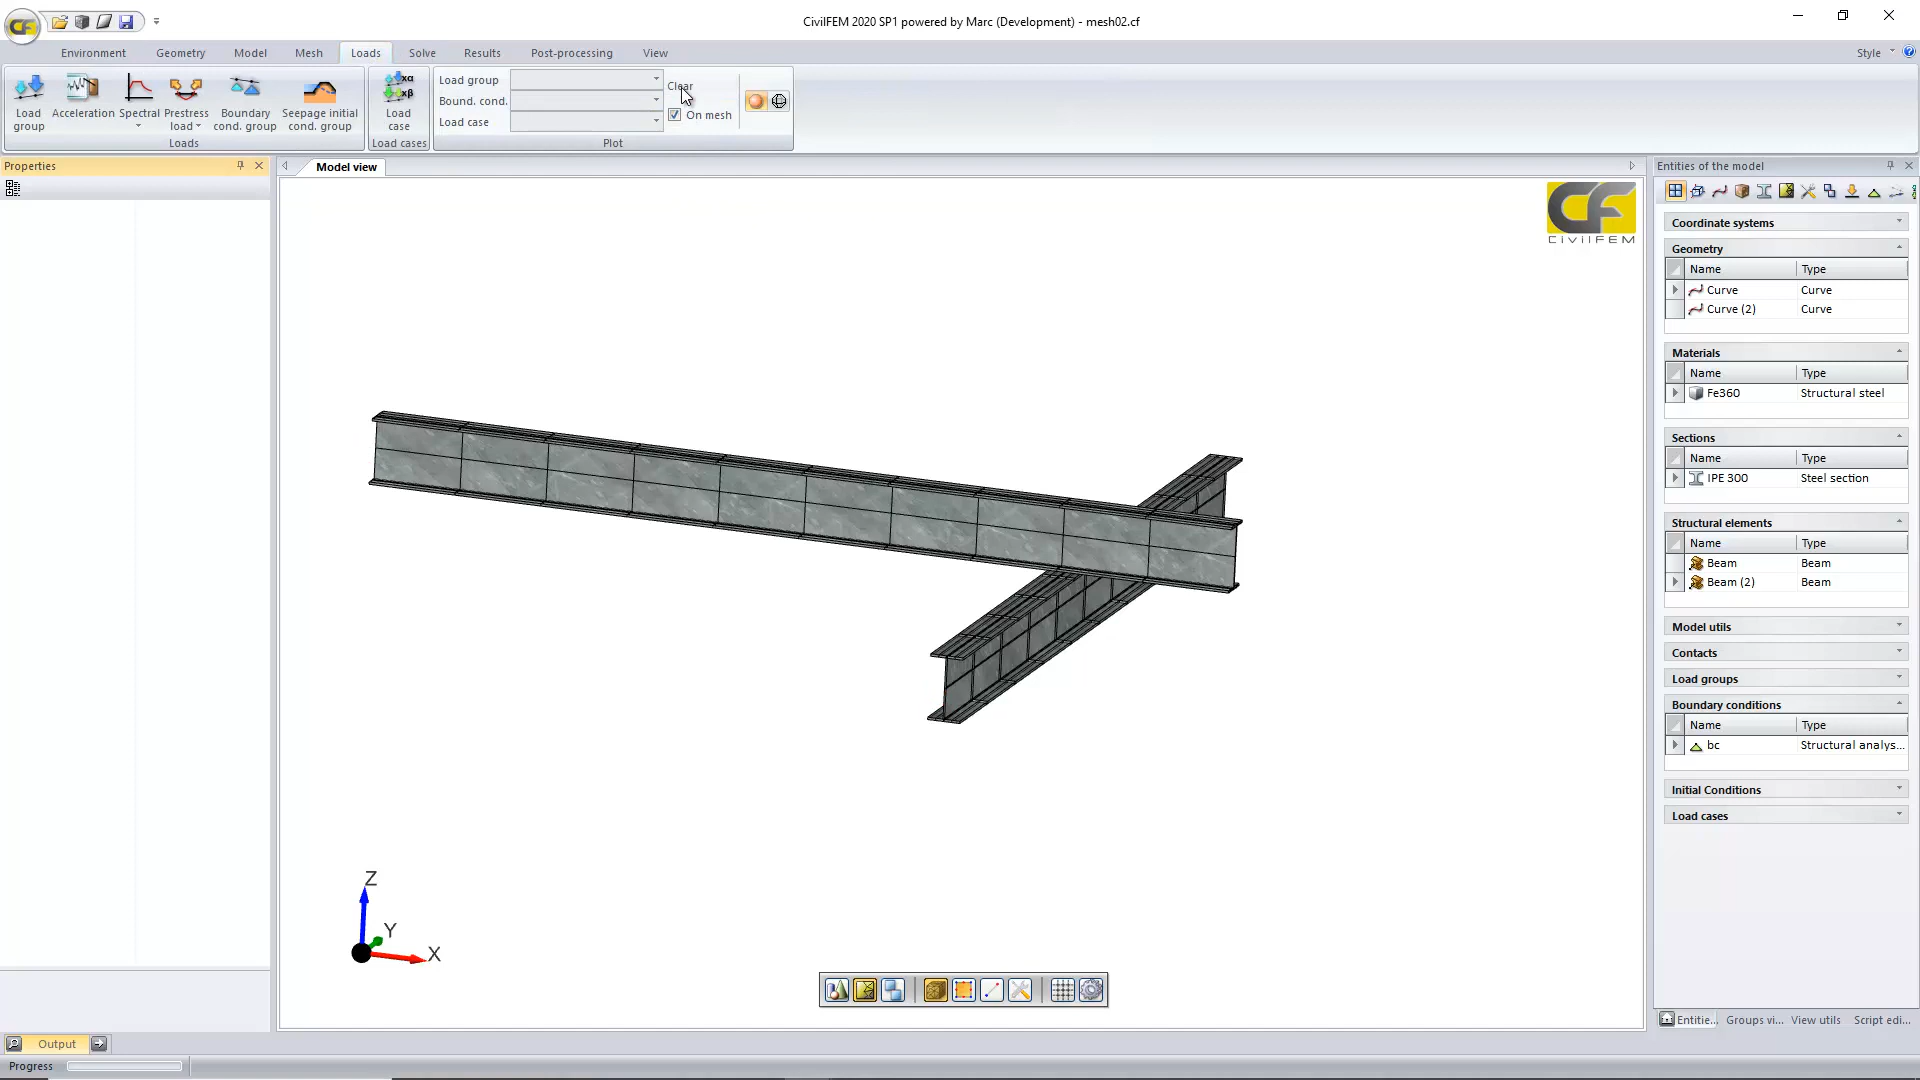 CivilFEM 2020 SP1 powered by Marc (Development) - mesh02.cf
Environment Geometry Model Mesh Loads Solve Results Post-processing View Style
Load group
Acceleration
Spectral
Prestress load
Boundary cond. group
Seepage initial cond. group
Loads
Load case
Load cases
Load group
Bound. cond.
Load case
Clear
On mesh
Plot
Properties
Model view
Entities of the model
CF
CIVILFEM
Coordinate systems
Geometry
Name Type
Curve Curve
Curve (2) Curve
Materials
Name Type
Fe360 Structural steel
Sections
Name Type
IPE 300 Steel section
Structural elements
Name Type
Beam Beam
Beam (2) Beam
Model utils
Contacts
Load groups
Boundary conditions
Name Type
bc Structural analys...
Initial Conditions
Load cases
Z
Y
X
Entitie... Groups vi... View utils Script edi...
Output
Progress